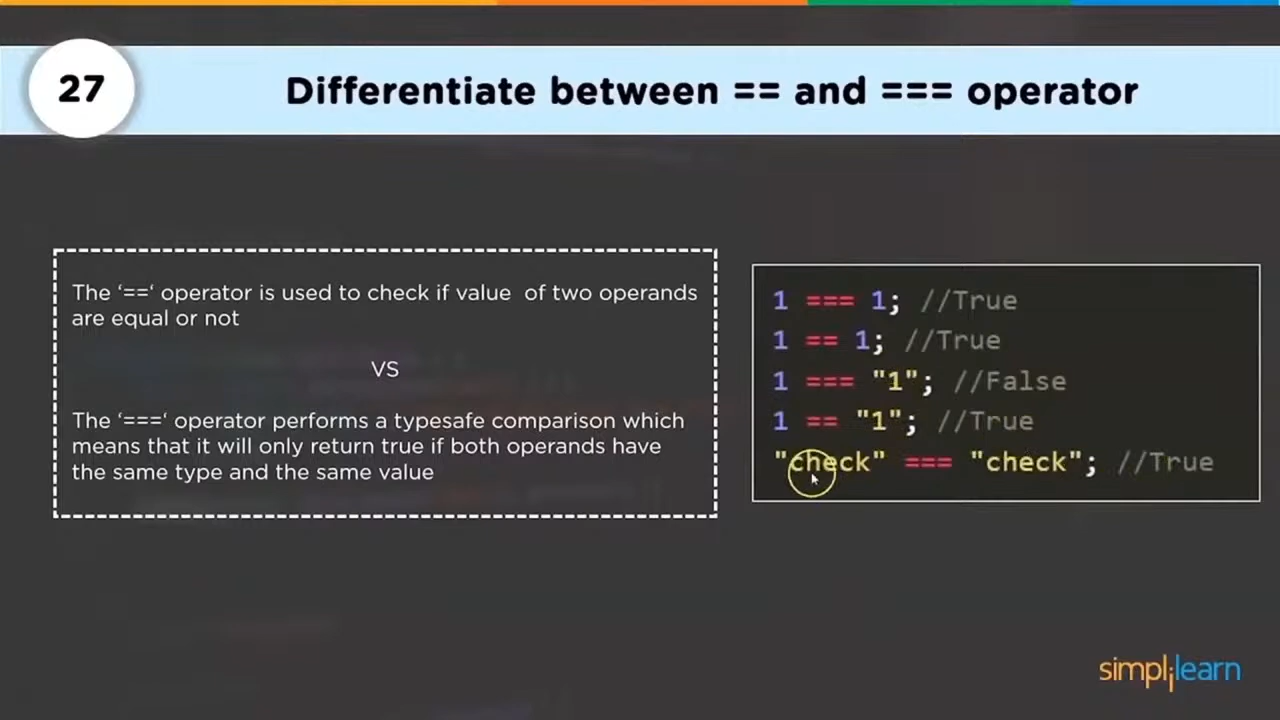 27
Differentiate between == and === operator
The ‘==‘ operator is used to check if value of two operands
are equal or not
VS
The ‘===‘ operator performs a typesafe comparison which
means that it will only return true if both operands have
the same type and the same value
1 === 1; //True
1 == 1; //True
1 === "1"; //False
1 == "1"; //True
"check" === "check"; //True
simplilearn